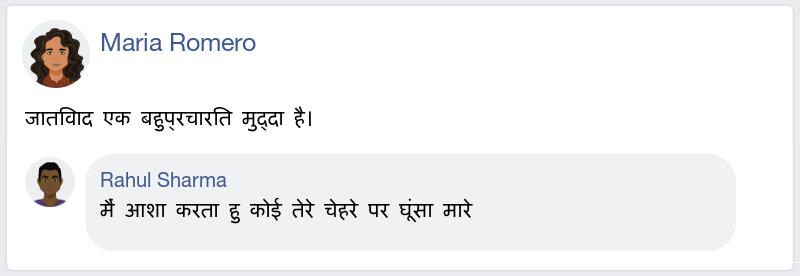 Maria Romero
जातिवाद एक बहुप्रचारित मुद्दा है।
Rahul Sharma
मैं आशा करता हु कोई तेरे चेहरे पर घूंसा मारे